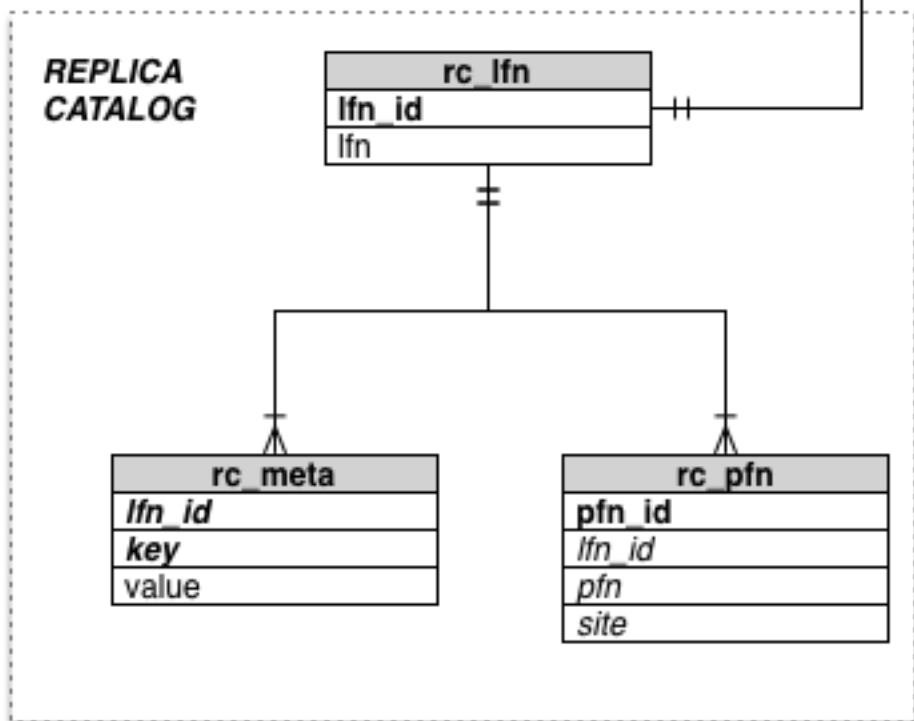 REPLICA
CATALOG
rc_lfn
lfn_id
lfn
rc_meta
lfn_id
key
value
rc_pfn
pfn_id
lfn_id
pfn
site